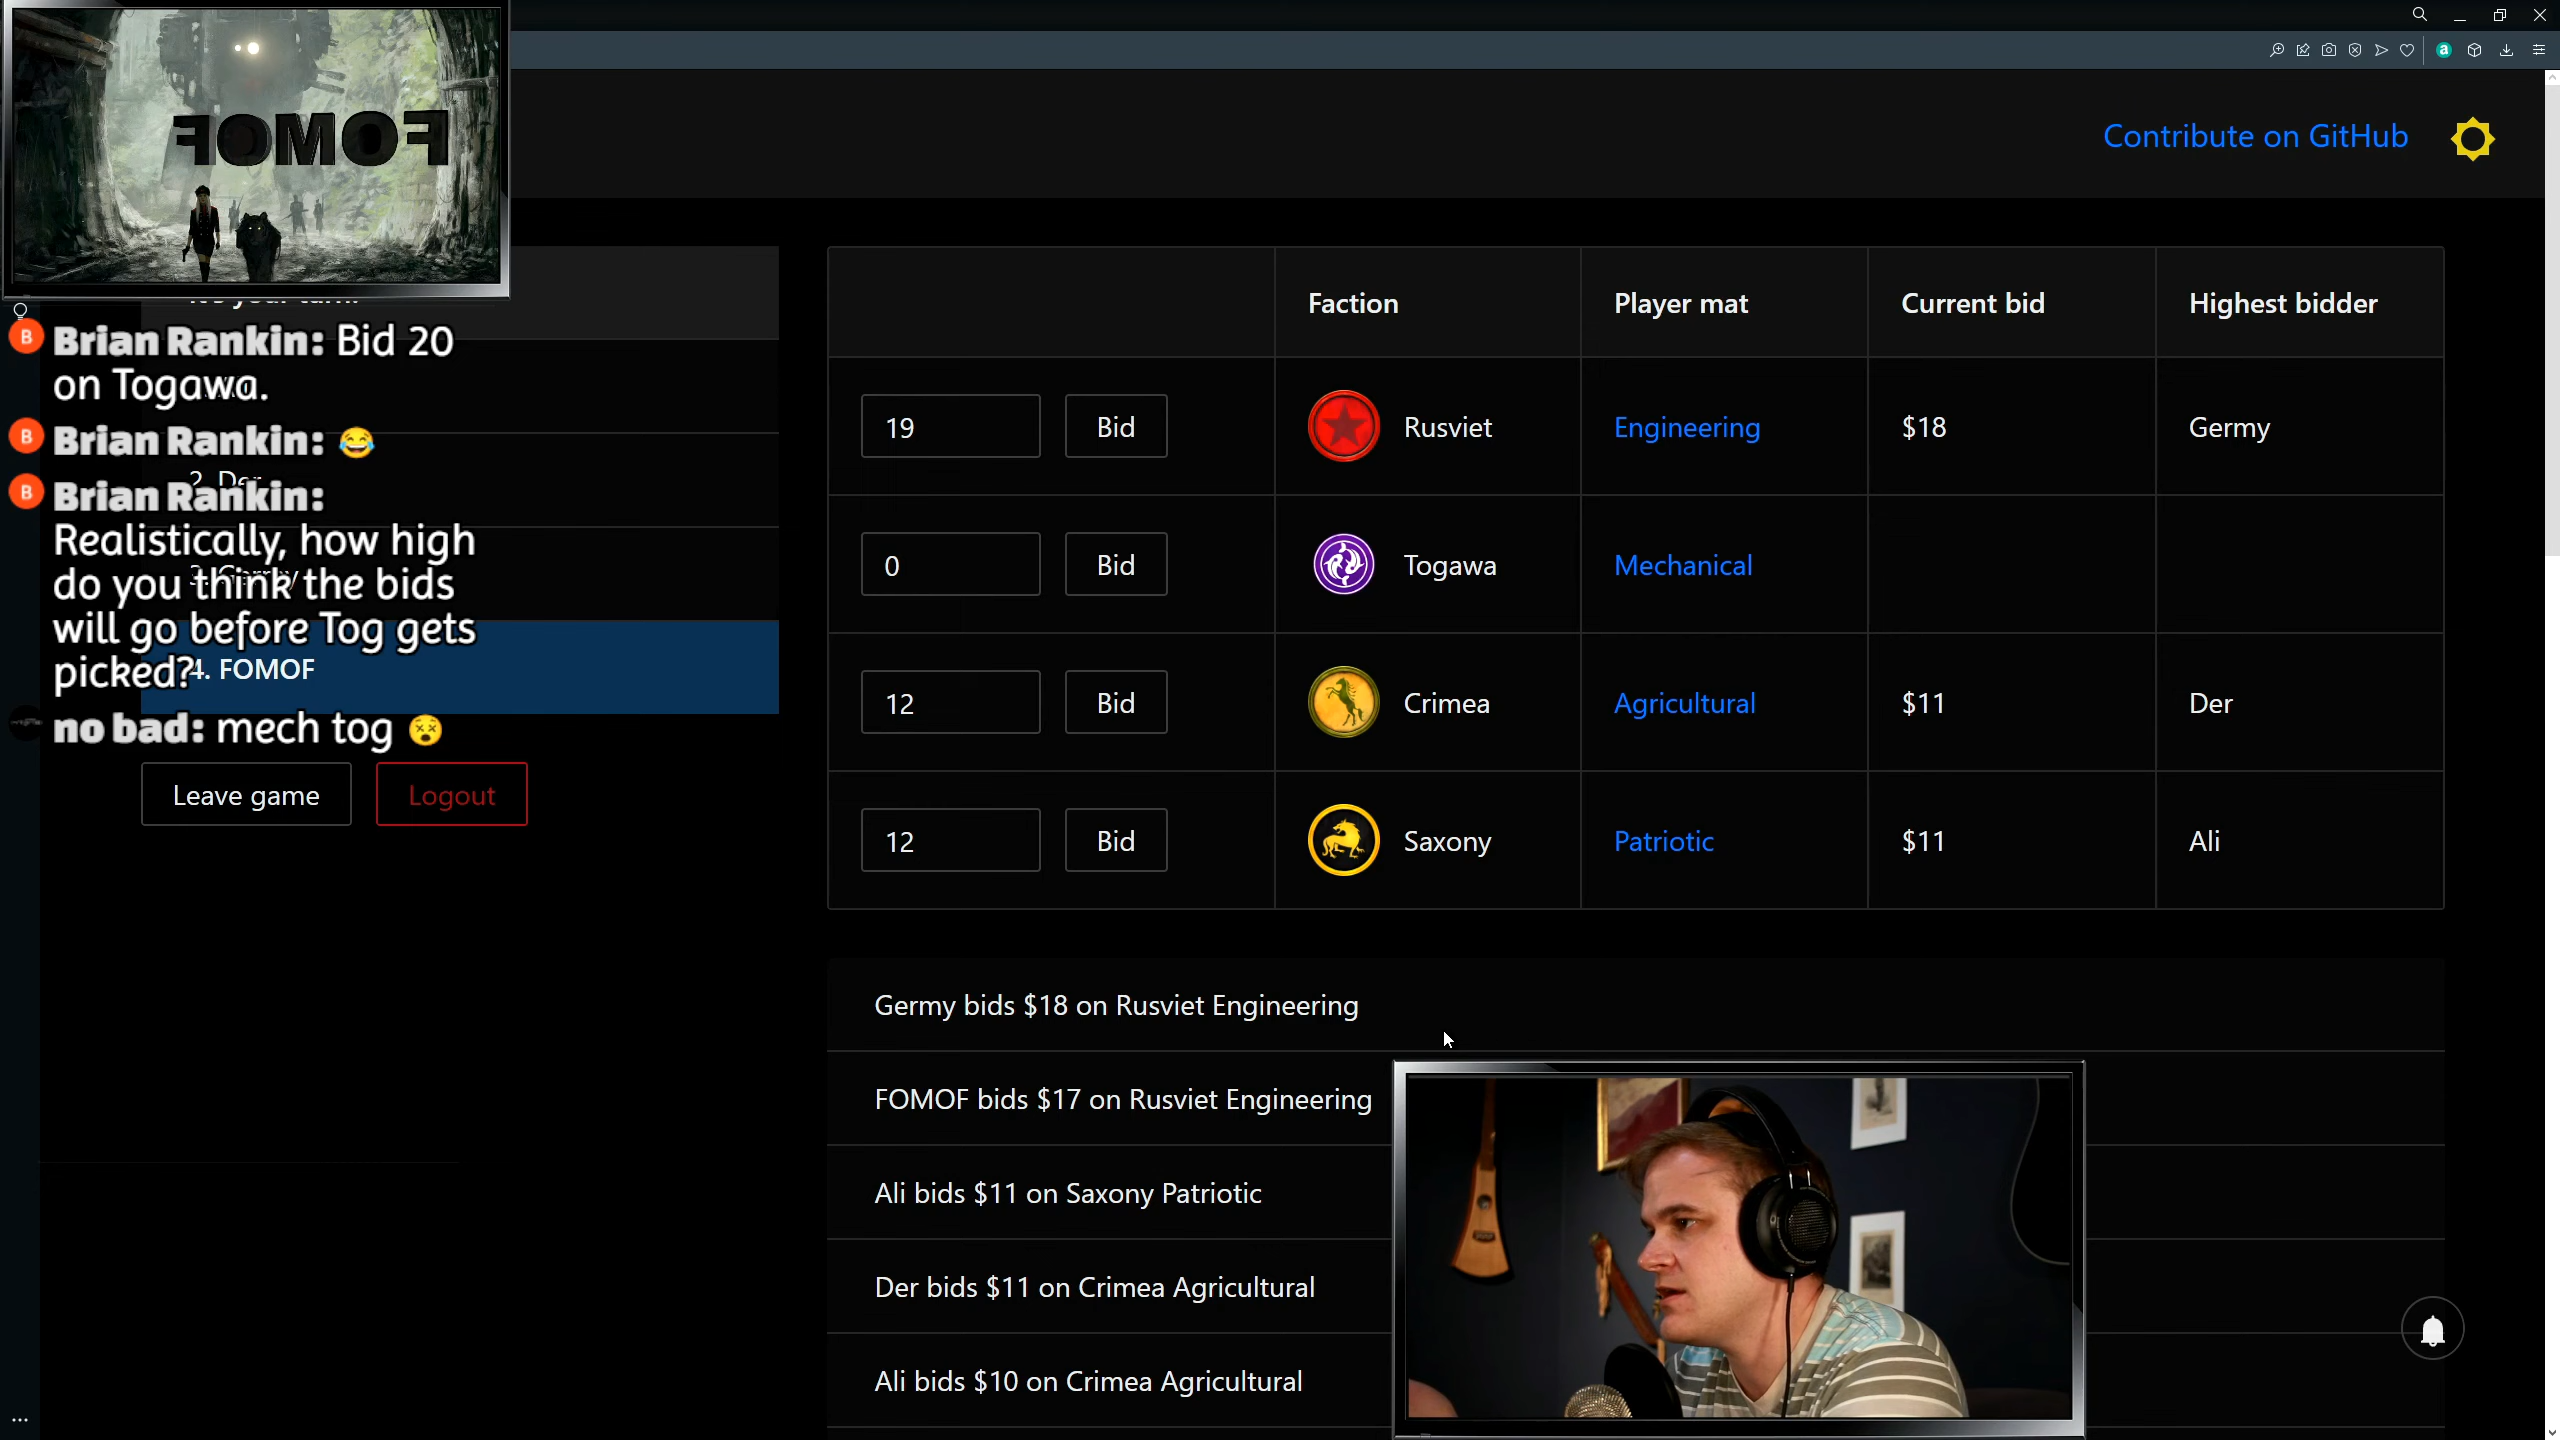 FOMOF
Contribute on GitHub
It's your turn!
Brian Rankin: Bid 20
on Togawa.
Brian Rankin: 😂
2. Der
Brian Rankin:
Realistically, how high
do you think the bids
will go before Tog gets
picked?
4. FOMOF
no bad: mech tog 😵
Leave game
Logout
Faction Player mat Current bid Highest bidder
19 Bid Rusviet Engineering $18 Germy
0 Bid Togawa Mechanical
12 Bid Crimea Agricultural $11 Der
12 Bid Saxony Patriotic $11 Ali
Germy bids $18 on Rusviet Engineering
FOMOF bids $17 on Rusviet Engineering
Ali bids $11 on Saxony Patriotic
Der bids $11 on Crimea Agricultural
Ali bids $10 on Crimea Agricultural